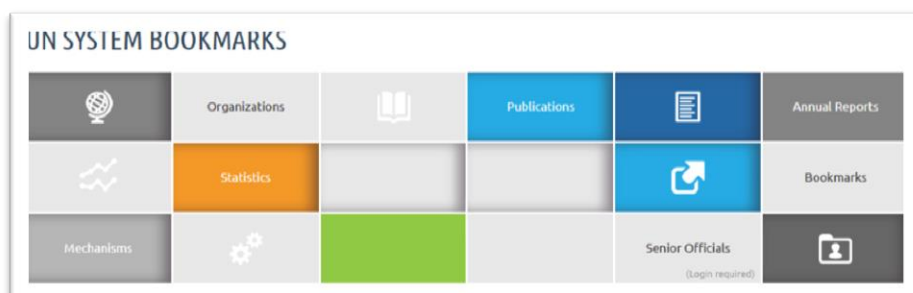 UN SYSTEM BOOKMARKS
Organizations
Publications
Annual Reports
Statistics
Bookmarks
Mechanisms
Senior Officials
(Login required)